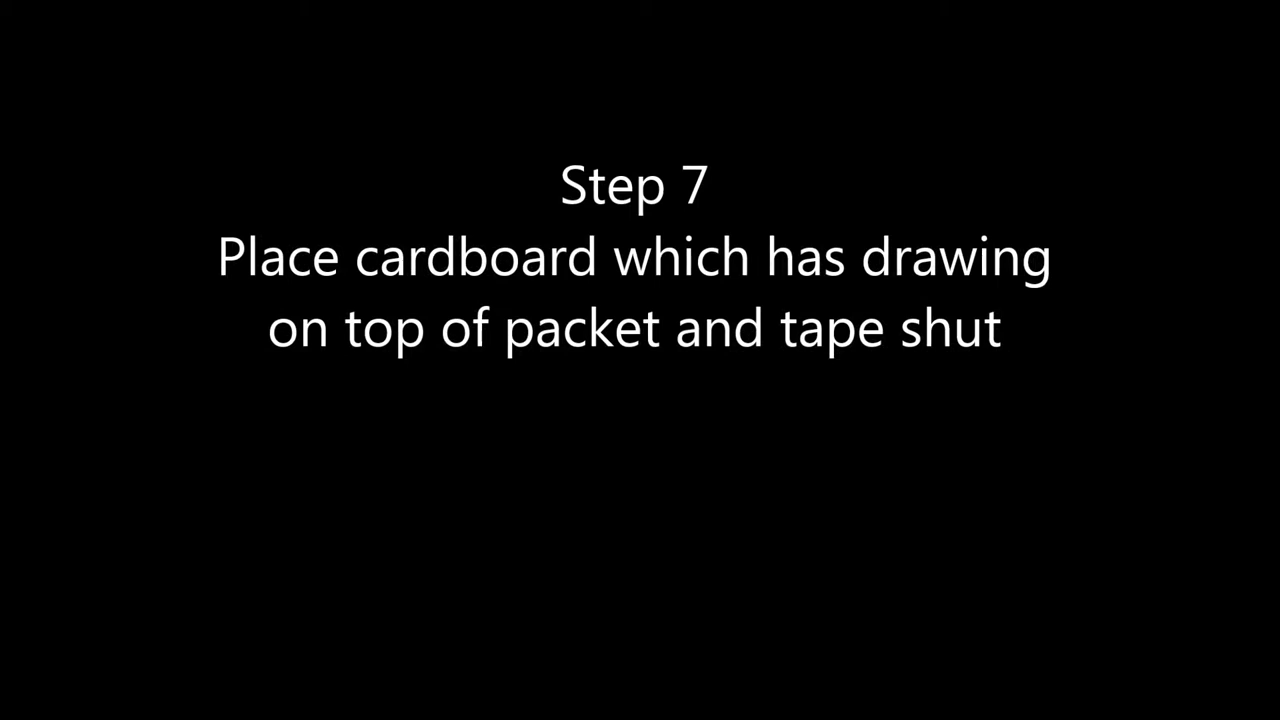 Step 7
Place cardboard which has drawing
on top of packet and tape shut